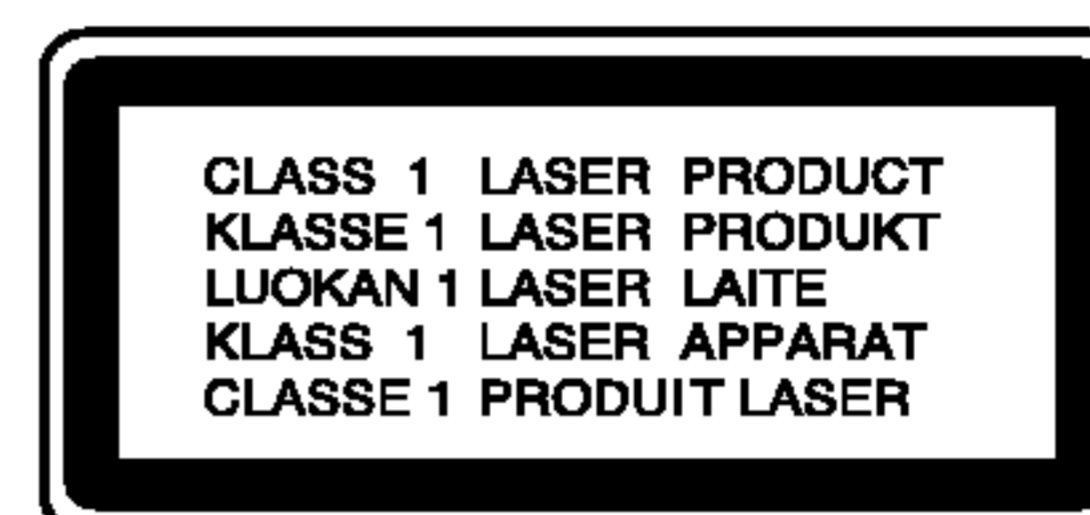 CLASS 1 LASER PRODUCT
KLASSE 1 LASER PRODUKT
LUOKAN 1 LASER LAITE
KLASS 1 LASER APPARAT
CLASSE 1 PRODUIT LASER